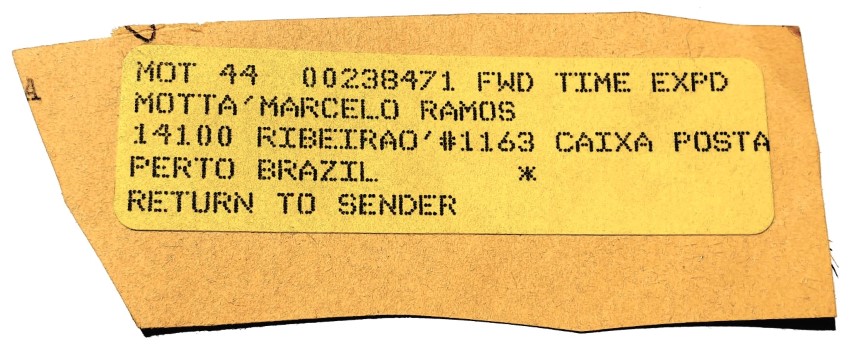 A
MOT 44 00238471 FWD TIME EXPD
MOTTA'MARCELO RAMOS
14100 RIBEIRAO'#1163 CAIXA POSTA
PERTO BRAZIL *
RETURN TO SENDER